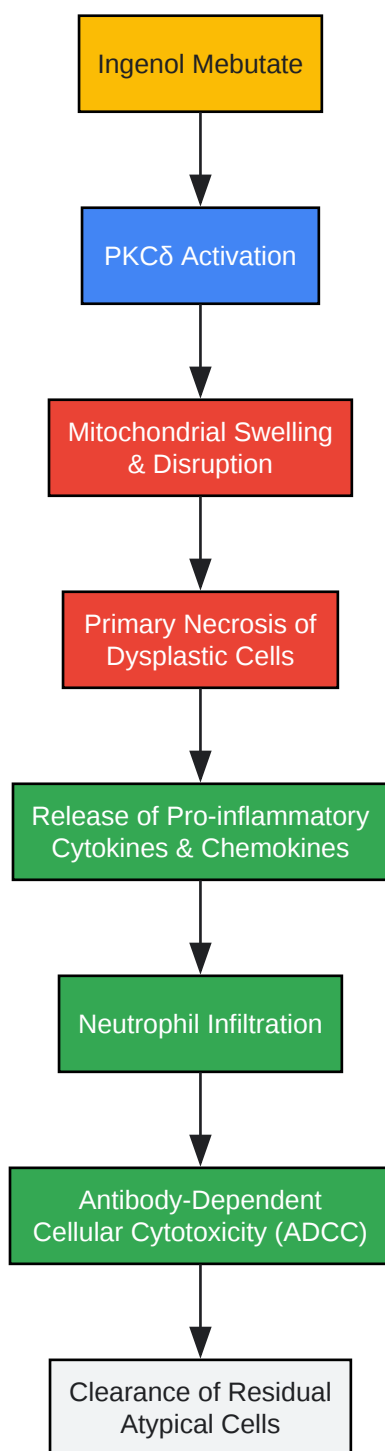 Ingenol Mebutate
PKCδ Activation
Mitochondrial Swelling
& Disruption
Primary Necrosis of
Dysplastic Cells
Release of Pro-inflammatory
Cytokines & Chemokines
Neutrophil Infiltration
Antibody-Dependent
Cellular Cytotoxicity (ADCC)
Clearance of Residual
Atypical Cells